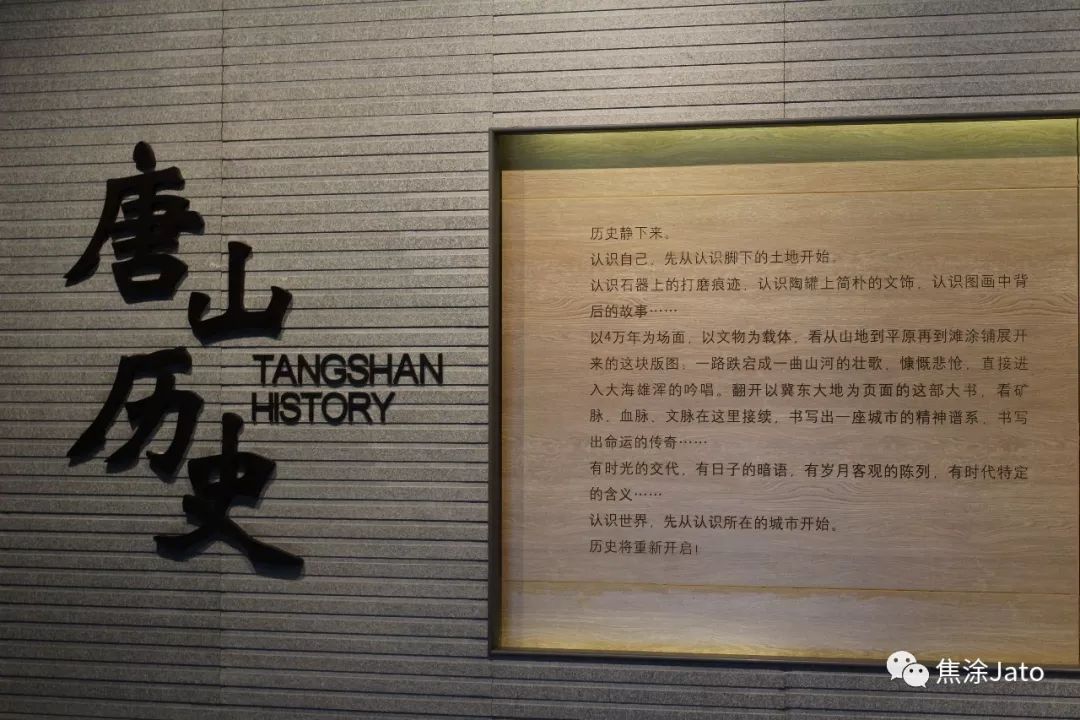 唐山
历史
TANGSHAN
HISTORY
历史静下来。
认识自己，先从认识脚下的土地开始。
认识石器上的打磨痕迹，认识陶罐上简朴的文饰，认识图画中背
后的故事……
以4万年为场面，以文物为载体，看从山地到平原再到滩涂铺展开
来的这块版图，一路跌宕成一曲山河的壮歌，慷慨悲怆，直接进
入大海雄浑的吟唱。翻开以冀东大地为页面的这部大书，看矿
脉、血脉、文脉在这里接续，书写出一座城市的精神谱系，书写
出命运的传奇……
有时光的交代，有日子的暗语，有岁月客观的陈列，有时代特定
的含义……
认识世界，先从认识所在的城市开始。
历史将重新开启！
焦涂Jato